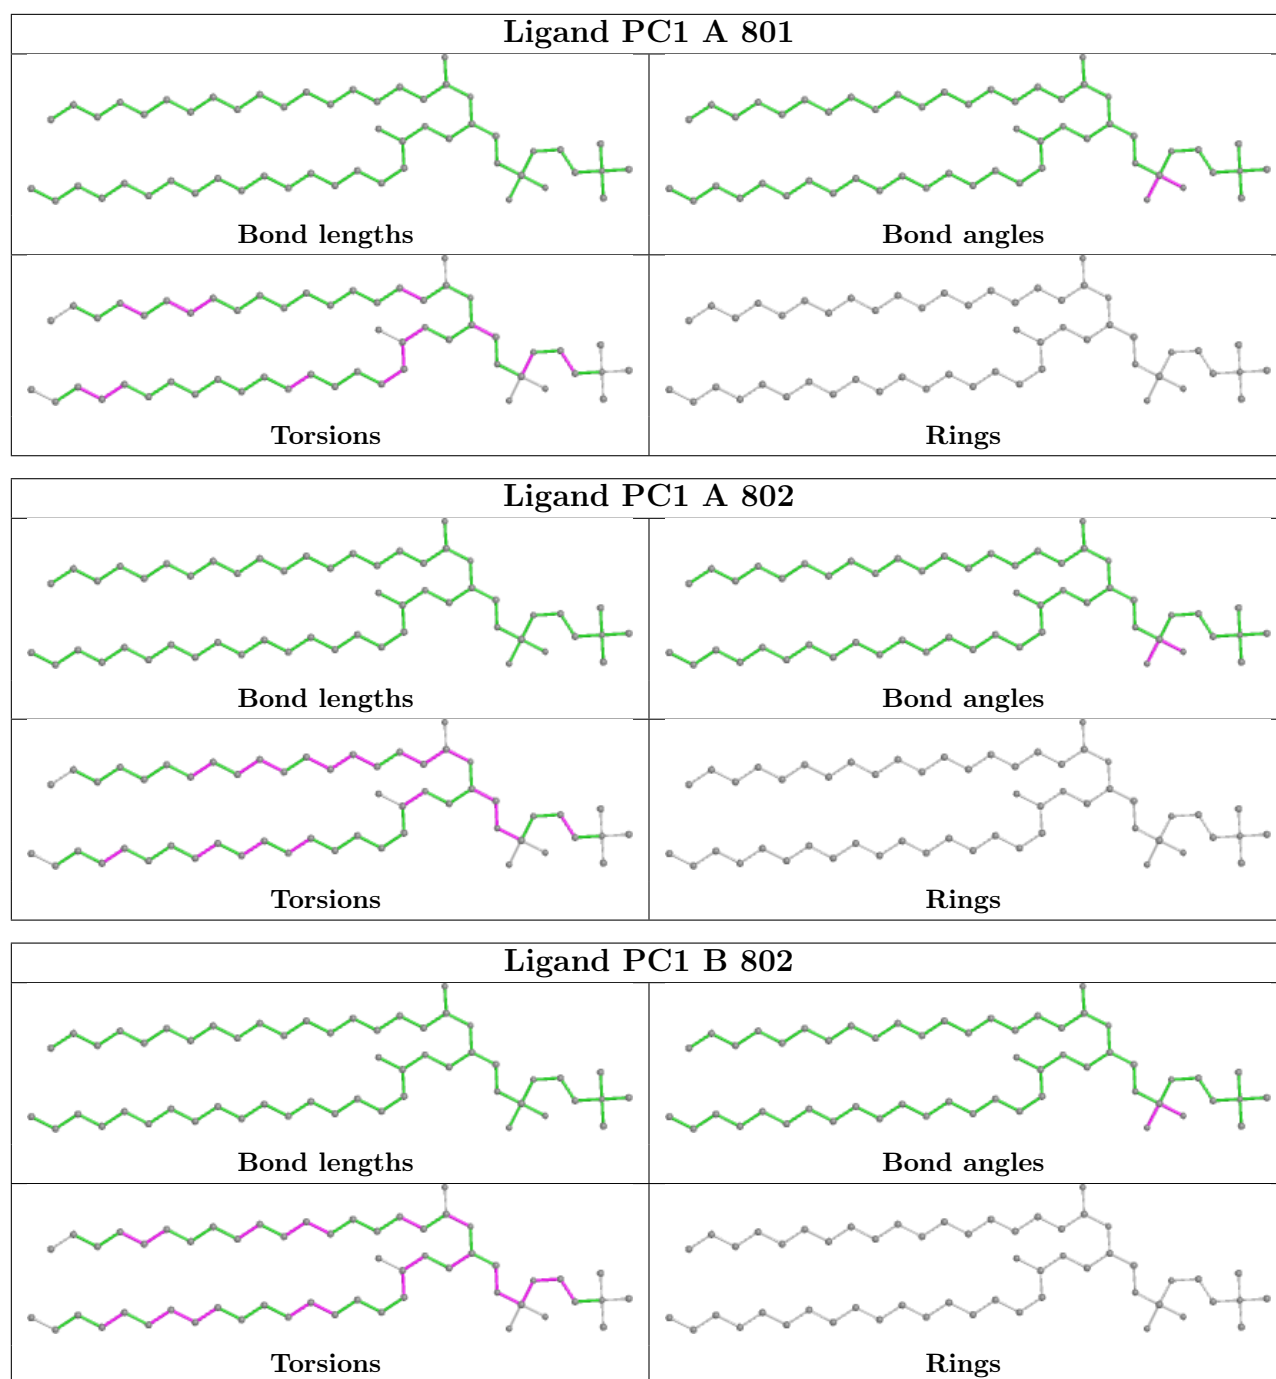 Ligand PC1 A 801
Bond lengths
Bond angles
Torsions
Rings
Ligand PC1 A 802
Bond lengths
Bond angles
Torsions
Rings
Ligand PC1 B 802
Bond lengths
Bond angles
Torsions
Rings